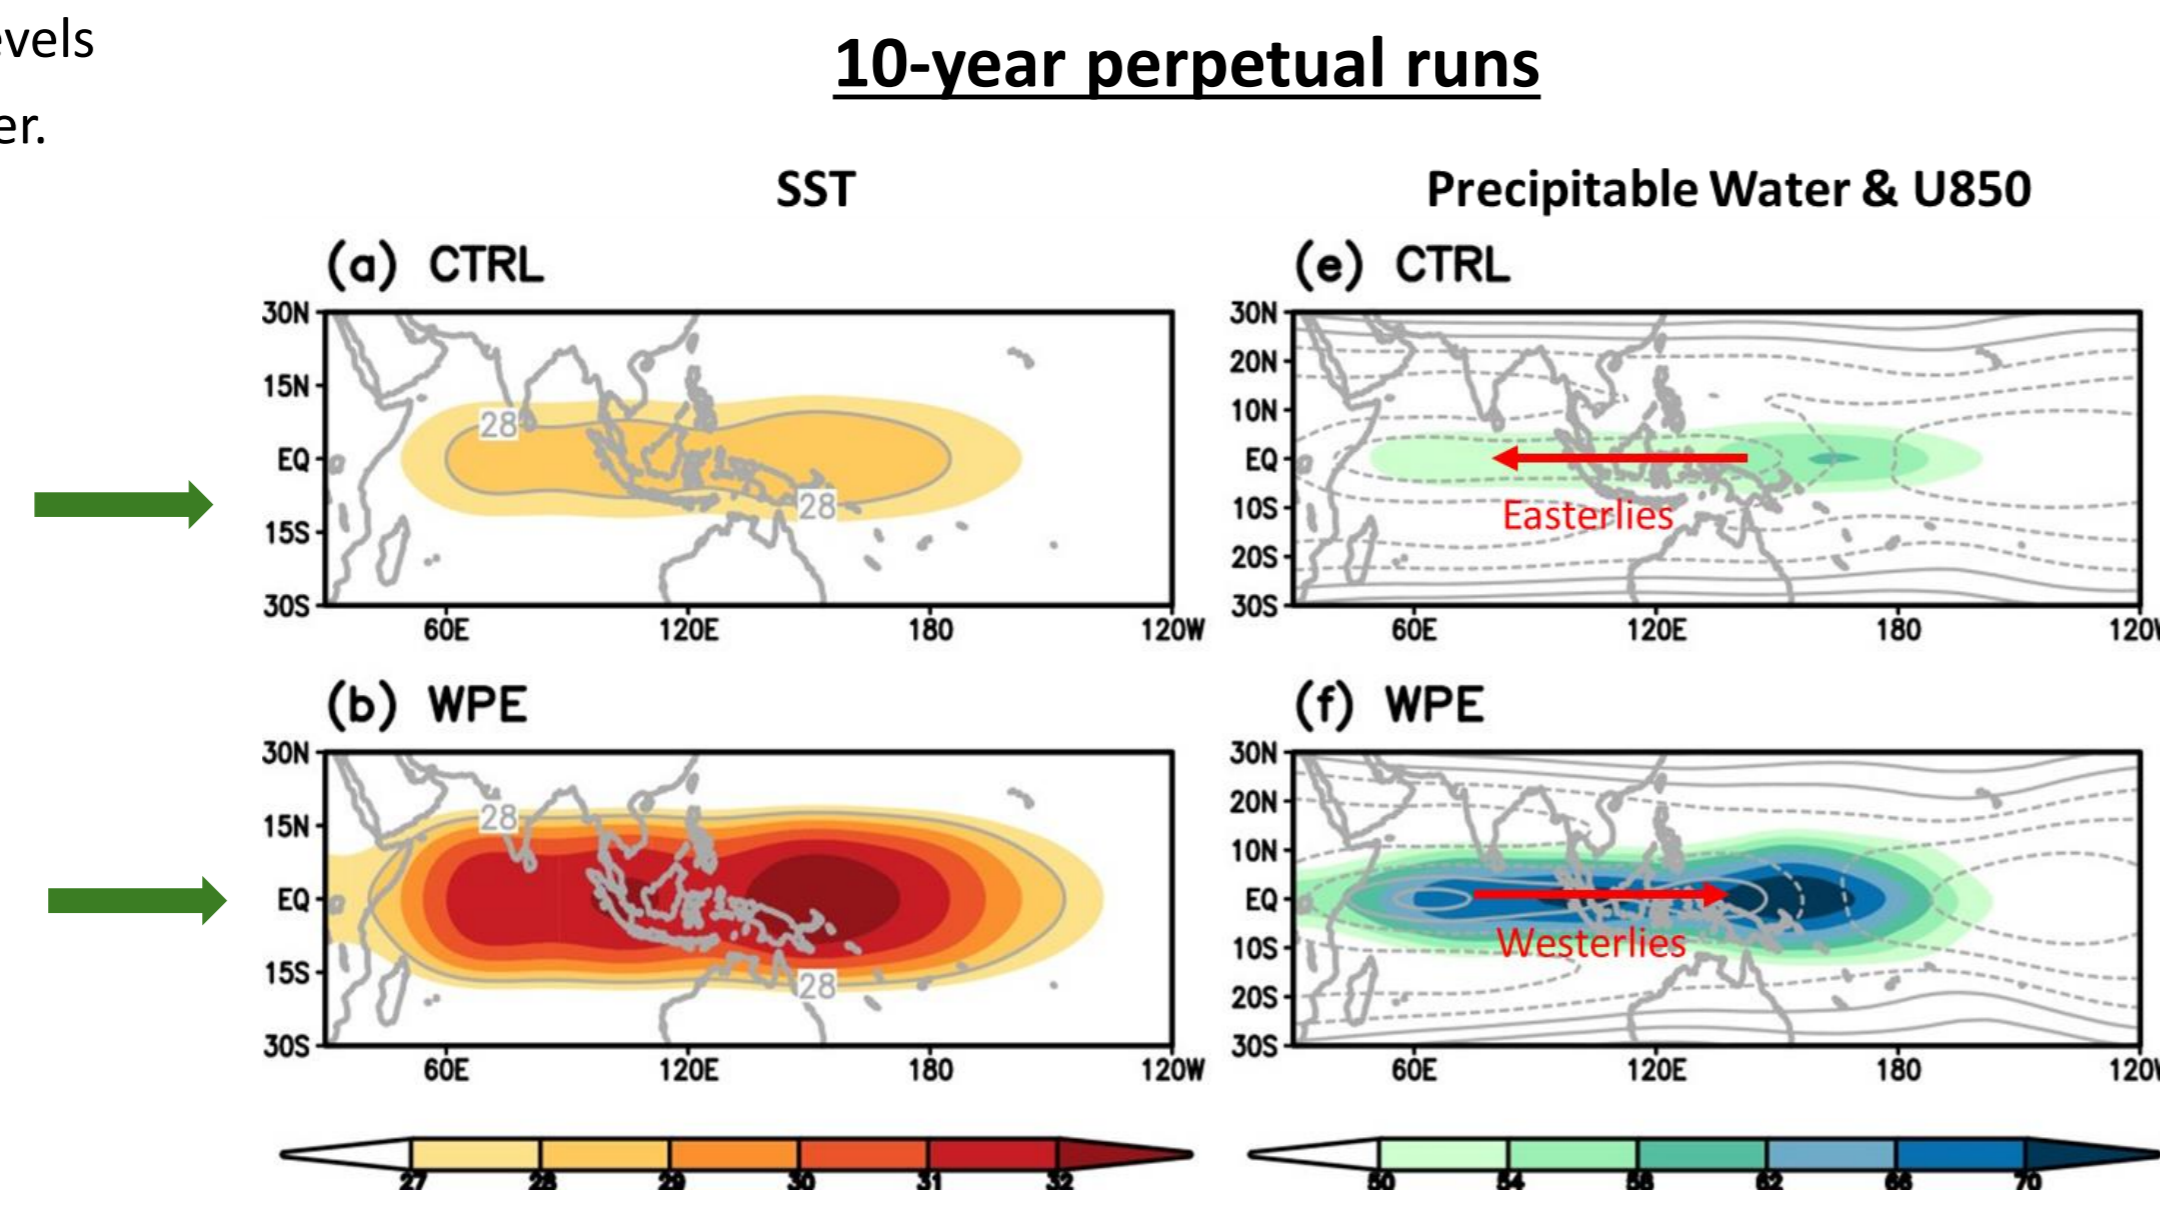 evels
er.
10-year perpetual runs
SST
Precipitable Water & U850
(a) CTRL
30N
15N
EQ
15S
30S
28
28
60E 120E 180 120W
(e) CTRL
30N
20N
10N
EQ
10S
20S
30S
Easterlies
60E 120E 180 120W
(b) WPE
30N
15N
EQ
15S
30S
28
28
60E 120E 180 120W
(f) WPE
30N
20N
10N
EQ
10S
20S
30S
Westerlies
60E 120E 180 120W
27 28 29 30 31 32
50 54 58 62 66 70